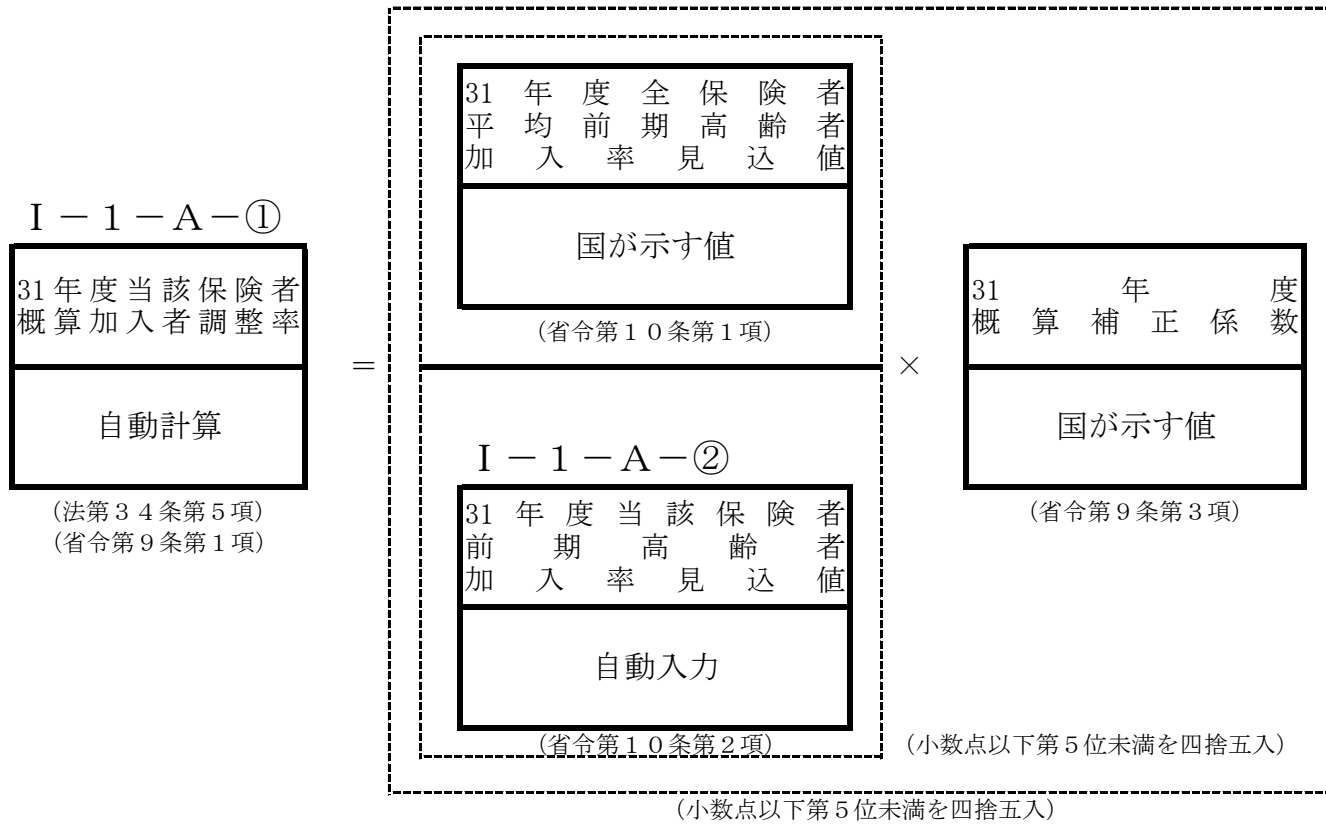 31年度全保険者
平均前期高齢者
加入率見込値
国が示す値
(省令第10条第1項)
Ⅰ－1－A－①
31年度当該保険者
概算加入者調整率
自動計算
(法第34条第5項)
(省令第9条第1項)
＝
Ⅰ－1－A－②
31年度当該保険者
前期高齢者
加入率見込値
自動入力
(省令第10条第2項)
(小数点以下第5位未満を四捨五入)
×
31年度
概算補正係数
国が示す値
(省令第9条第3項)
(小数点以下第5位未満を四捨五入)